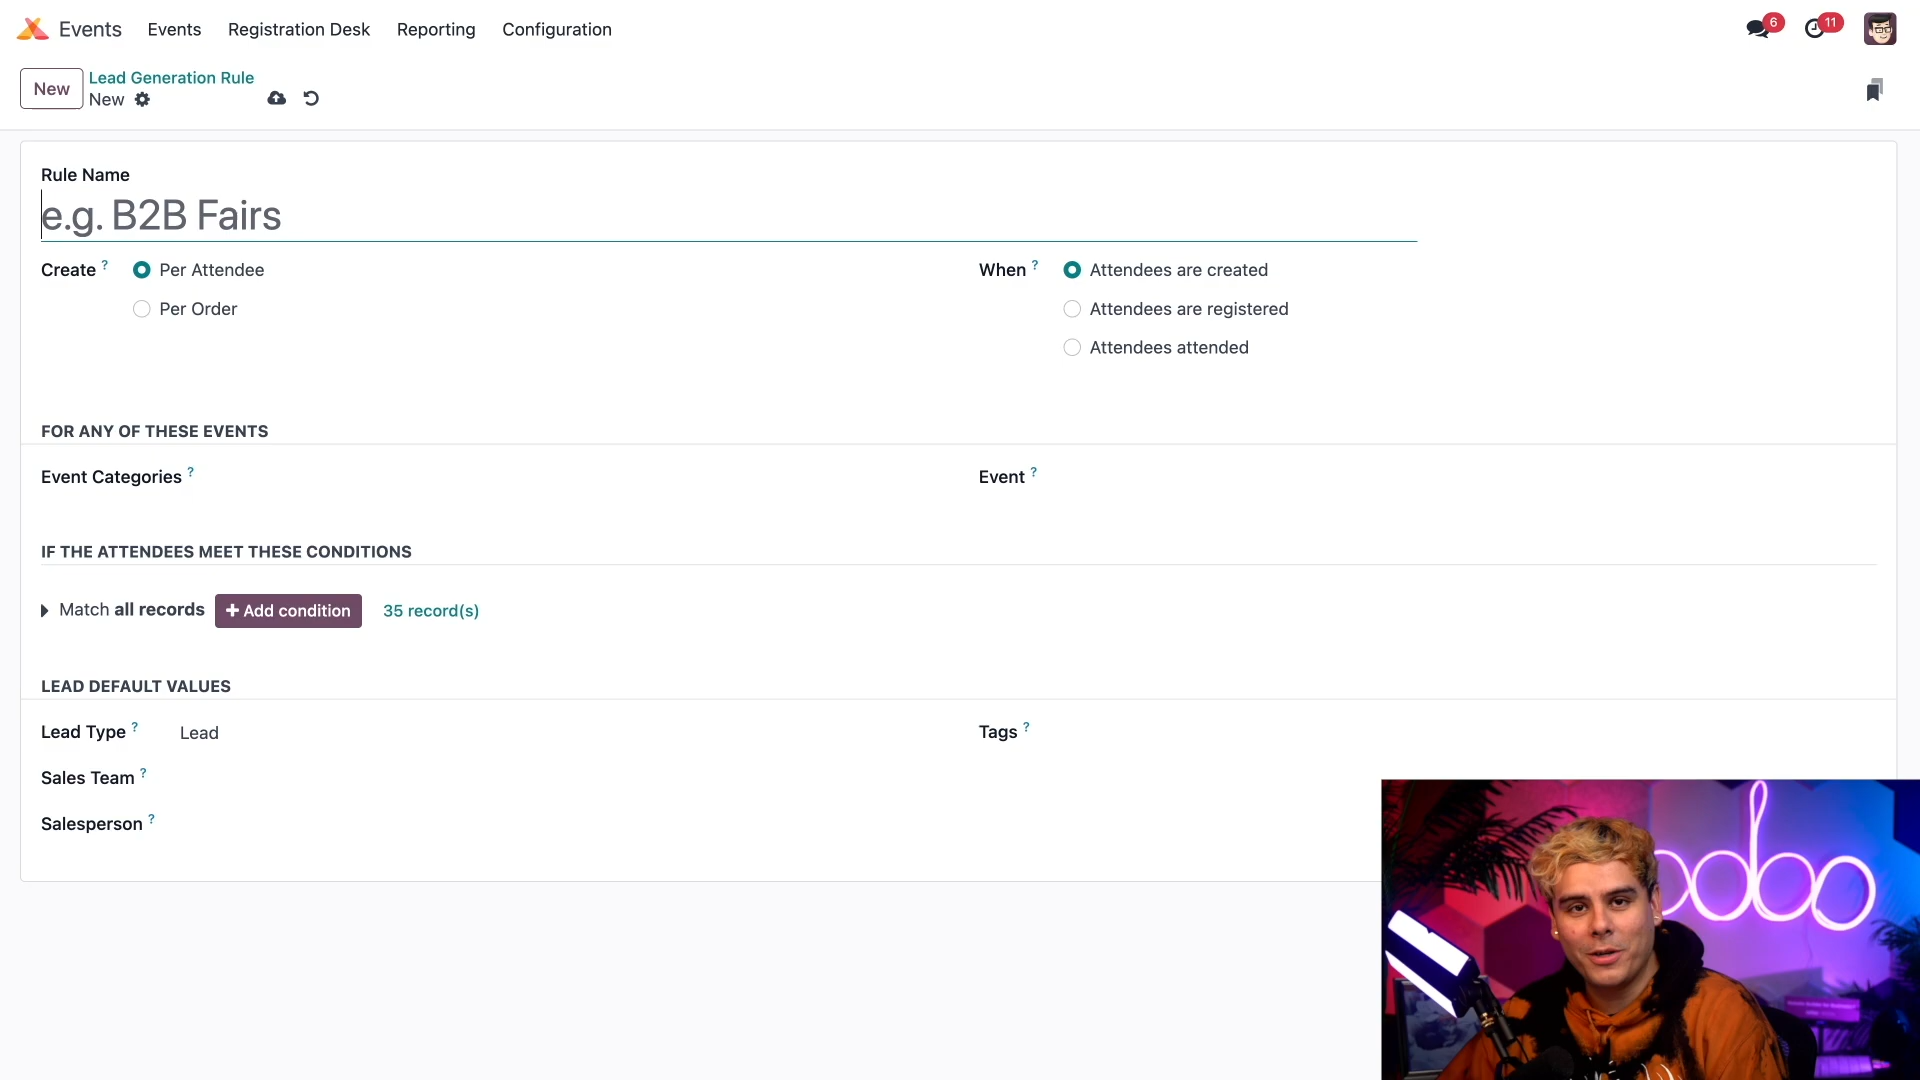 Events
Events
Registration Desk
Reporting
Configuration
6
11
New
Lead Generation Rule
New
Rule Name
e.g. B2B Fairs
Create ?
Per Attendee
Per Order
When ?
Attendees are created
Attendees are registered
Attendees attended
FOR ANY OF THESE EVENTS
Event Categories ?
Event ?
IF THE ATTENDEES MEET THESE CONDITIONS
Match all records
Add condition
35 record(s)
LEAD DEFAULT VALUES
Lead Type ?
Lead
Tags ?
Sales Team ?
Salesperson ?
odoo